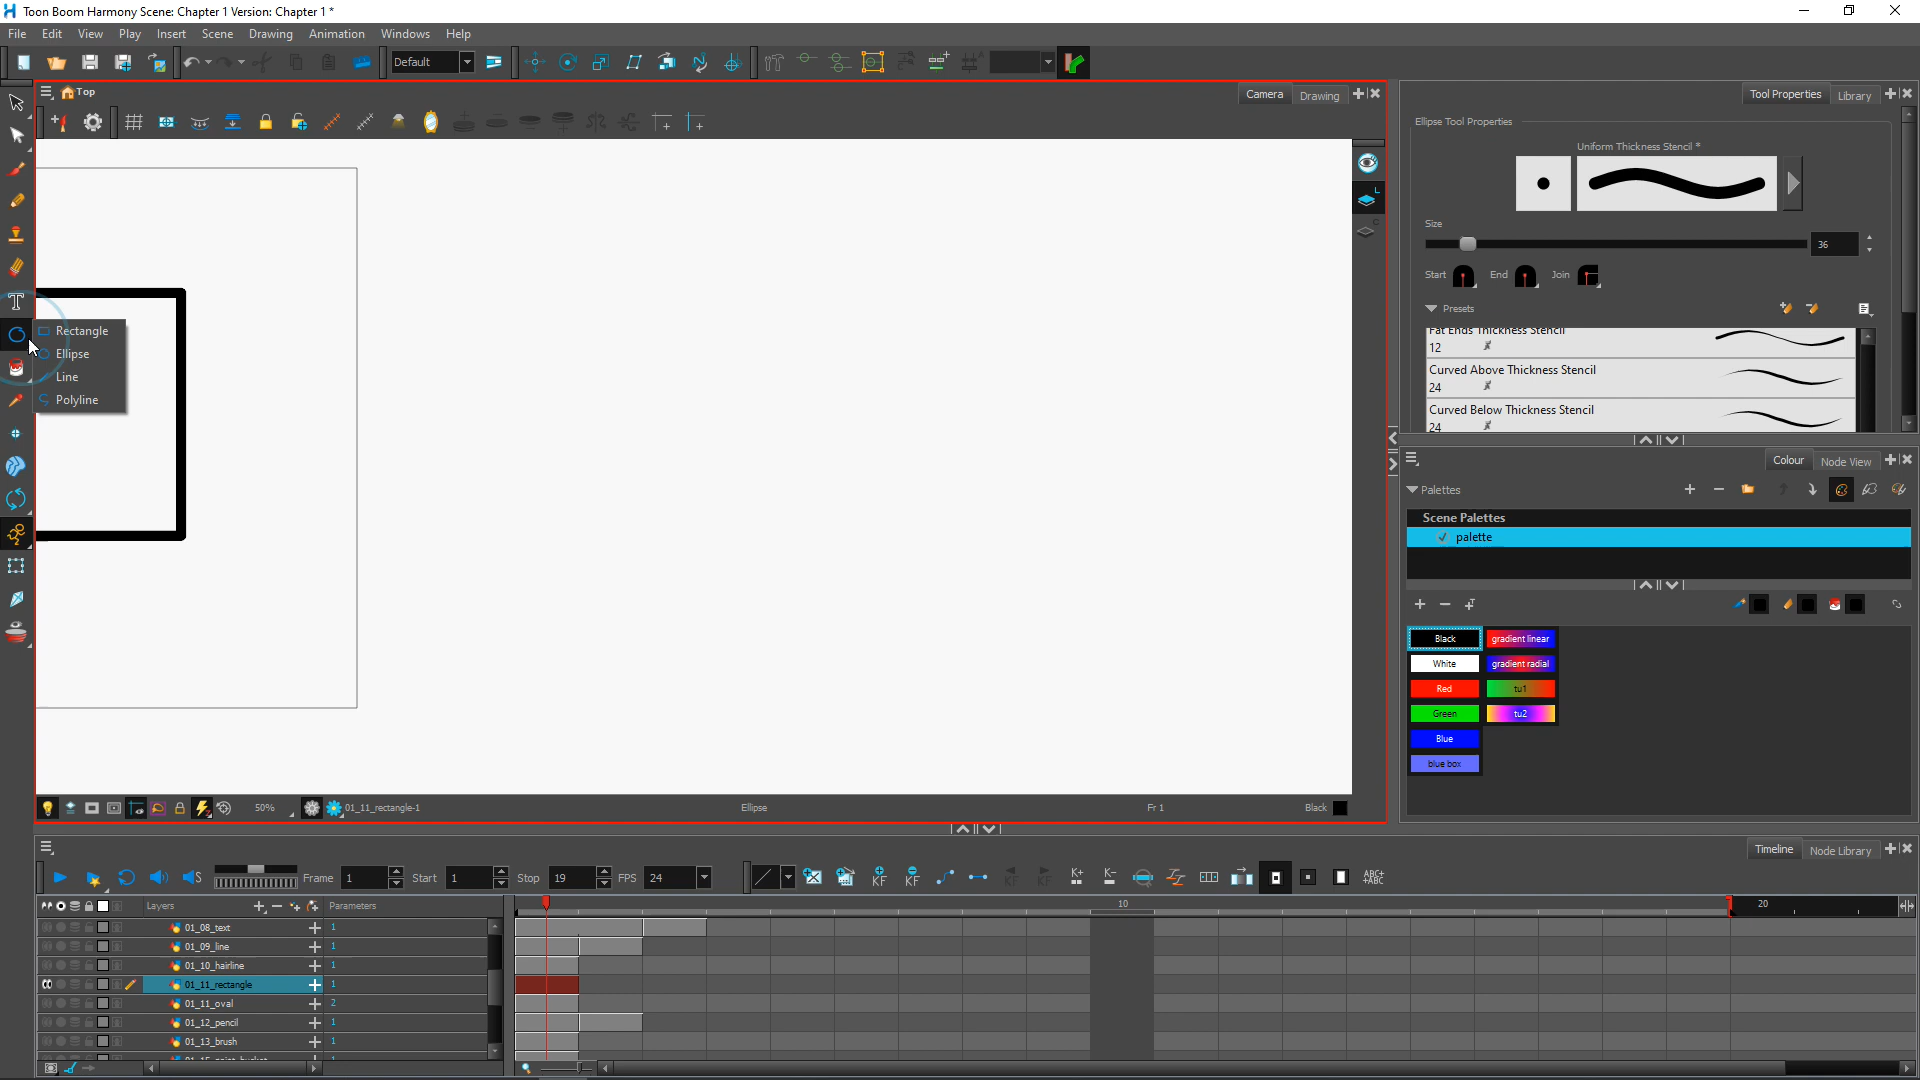 Toon Boom Harmony Scene: Chapter 1 Version: Chapter 1 *
File Edit View Play Insert Scene Drawing Animation Windows Help
Default
Top
Camera Drawing
Rectangle
Ellipse
Line
Polyline
50% 01_11_rectangle-1 Ellipse Fr 1 Black
Tool Properties Library
Ellipse Tool Properties
Uniform Thickness Stencil *
Size
36
Start End Join
Presets
Fat Ends Thickness Stencil
12
Curved Above Thickness Stencil
24
Curved Below Thickness Stencil
24
Colour Node View
Palettes
Scene Palettes
palette
Black gradient linear
White gradient radial
Red tu1
Green tu2
Blue
blue box
Timeline Node Library
Frame 1 Start 1 Stop 19 FPS 24
Layers Parameters 10 20
01_08_text 1
01_09_line 1
01_10_hairline 1
01_11_rectangle 1
01_11_oval 2
01_12_pencil 1
01_13_brush 1